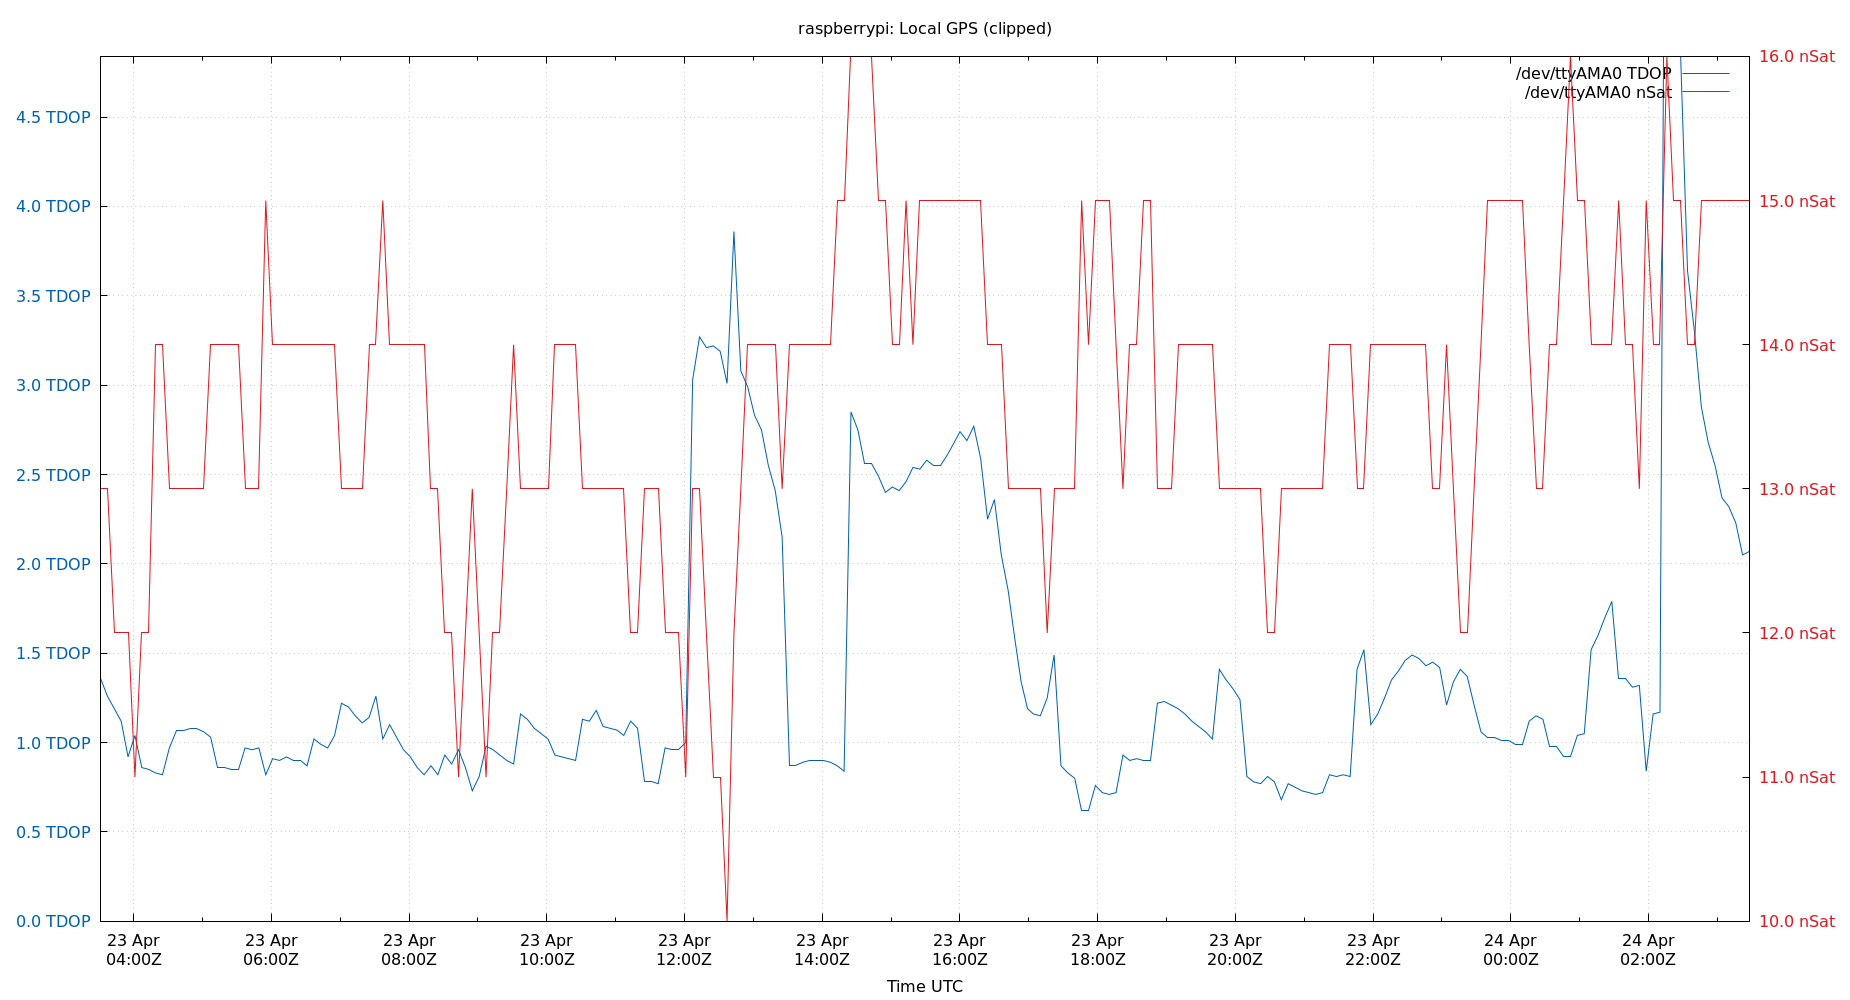 raspberrypi: Local GPS (clipped)
/dev/ttyAMA0 TDOP
/dev/ttyAMA0 nSat
4.5 TDOP
4.0 TDOP
3.5 TDOP
3.0 TDOP
2.5 TDOP
2.0 TDOP
1.5 TDOP
1.0 TDOP
0.5 TDOP
0.0 TDOP
16.0 nSat
15.0 nSat
14.0 nSat
13.0 nSat
12.0 nSat
11.0 nSat
10.0 nSat
23 Apr
04:00Z
23 Apr
06:00Z
23 Apr
08:00Z
23 Apr
10:00Z
23 Apr
12:00Z
23 Apr
14:00Z
23 Apr
16:00Z
23 Apr
18:00Z
23 Apr
20:00Z
23 Apr
22:00Z
24 Apr
00:00Z
24 Apr
02:00Z
Time UTC